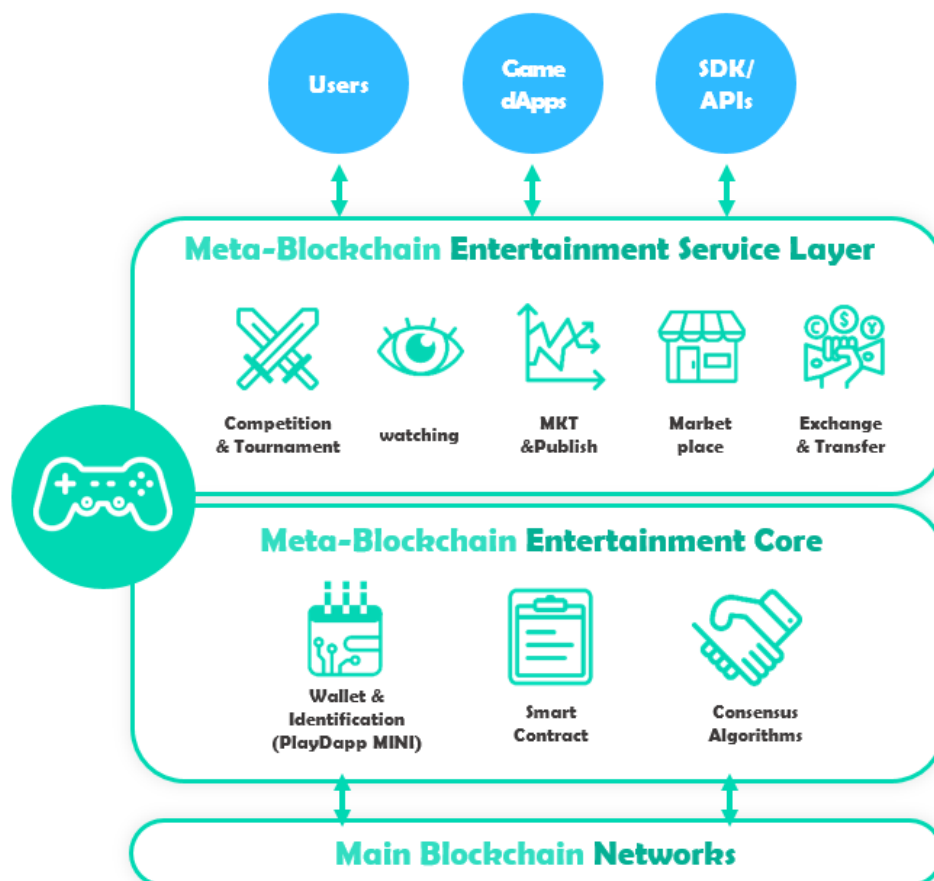 Users
Game
dApps
SDK/
APIs
Meta-Blockchain Entertainment Service Layer
Competition
& Tournament
watching
MKT
&Publish
Market
place
Exchange
& Transfer
C
$
¥
Meta-Blockchain Entertainment Core
Wallet &
Identification
(PlayDapp MINI)
Smart
Contract
Consensus
Algorithms
Main Blockchain Networks